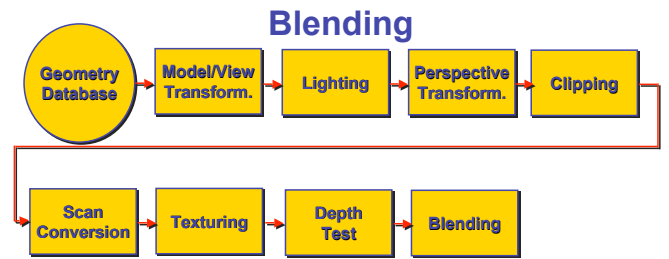 Blending
Geometry
Database
Model/View
Transform.
Lighting
Perspective
Transform.
Clipping
Scan
Conversion
Texturing
Depth
Test
Blending